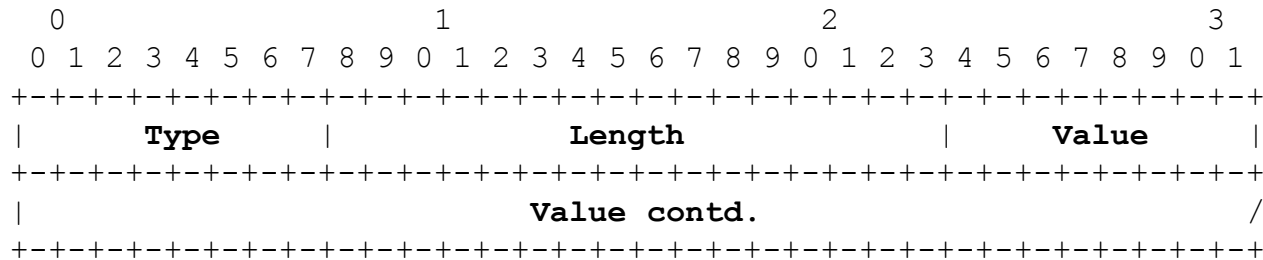 0                   1                   2                   3
 0 1 2 3 4 5 6 7 8 9 0 1 2 3 4 5 6 7 8 9 0 1 2 3 4 5 6 7 8 9 0 1
+-+-+-+-+-+-+-+-+-+-+-+-+-+-+-+-+-+-+-+-+-+-+-+-+-+-+-+-+-+-+-+-+
|      Type     |            Length             |     Value     |
+-+-+-+-+-+-+-+-+-+-+-+-+-+-+-+-+-+-+-+-+-+-+-+-+-+-+-+-+-+-+-+-+
|                          Value contd.                         /
+-+-+-+-+-+-+-+-+-+-+-+-+-+-+-+-+-+-+-+-+-+-+-+-+-+-+-+-+-+-+-+-+